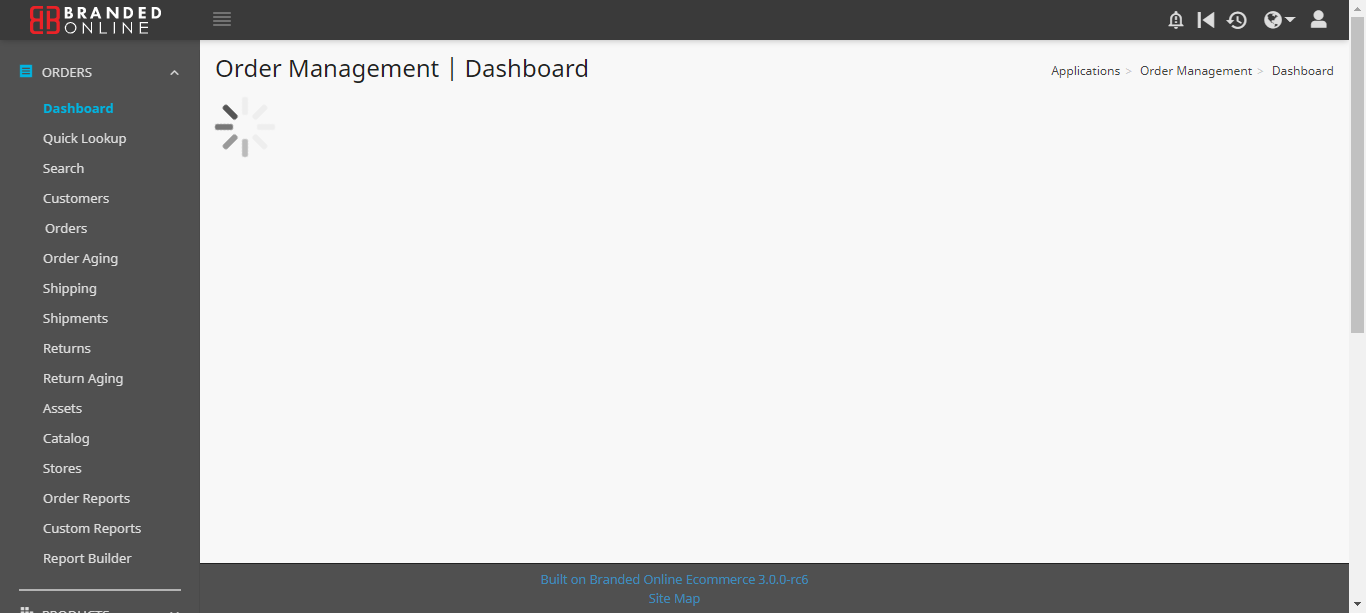 BRANDED
ONLINE
ORDERS
Dashboard
Quick Lookup
Search
Customers
Orders
Order Aging
Shipping
Shipments
Returns
Return Aging
Assets
Catalog
Stores
Order Reports
Custom Reports
Report Builder
PRODUCTS
Order Management | Dashboard
Applications > Order Management > Dashboard
Built on Branded Online Ecommerce 3.0.0-rc6
Site Map